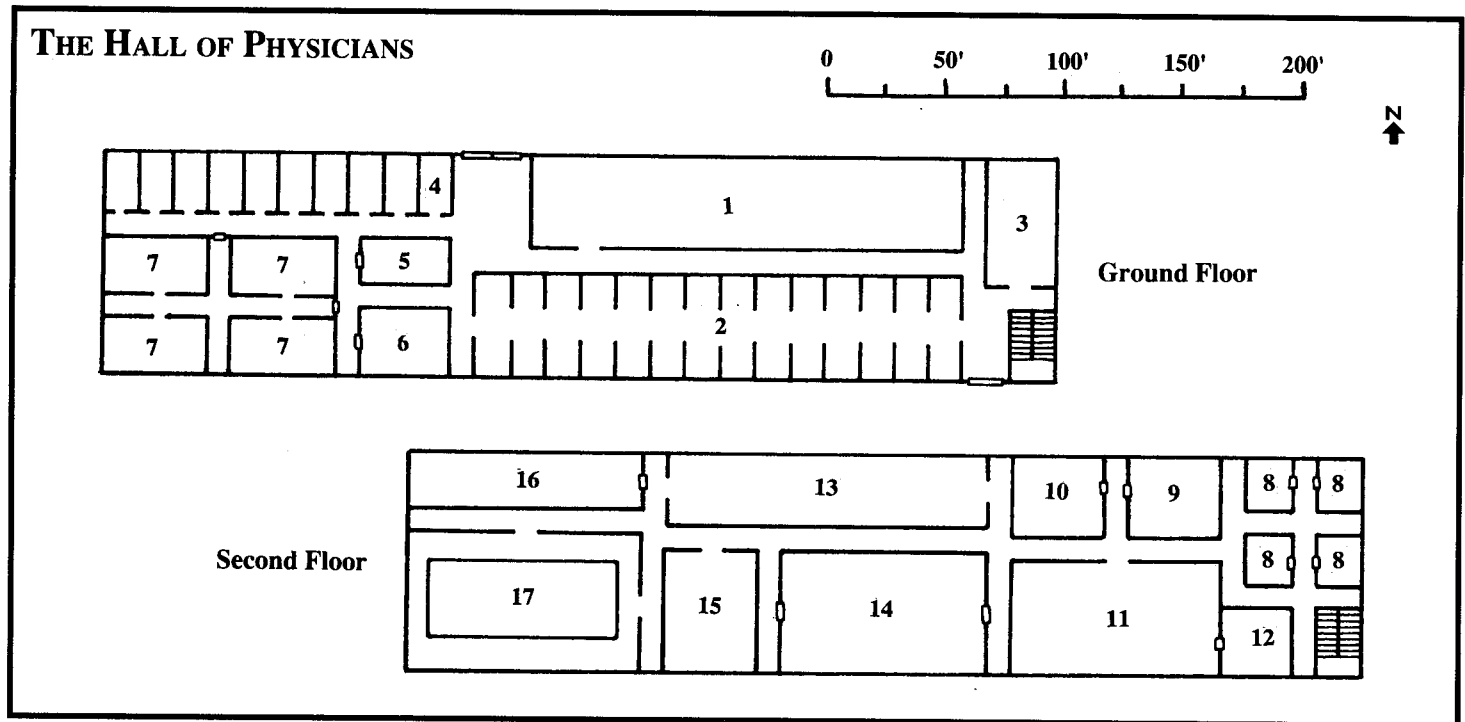 THE HALL OF PHYSICIANS
0 50' 100' 150' 200'
N
4
1
3
7 7 5
Ground Floor
2
7 7 6
16 13 10 9 8 8
Second Floor
8 8
17 15 14 11
12